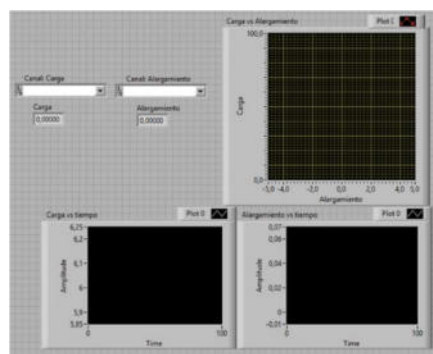 Carga vs Alargamiento
Plot 0
100,0
Carga
0,0
-5,0 -4,0 -2,0 0,0 2,0 4,0 5,0
Alargamiento
Canal: Carga
Canal: Alargamiento
Carga
Alargamiento
0,00000
0,00000
Carga vs tiempo
Plot 0
6,25
6,2
6,1
6
5,9
5,85
Amplitude
0
100
Time
Alargamiento vs tiempo
Plot 0
0,07
0,06
0,04
0,02
0
-0,01
Amplitude
0
100
Time